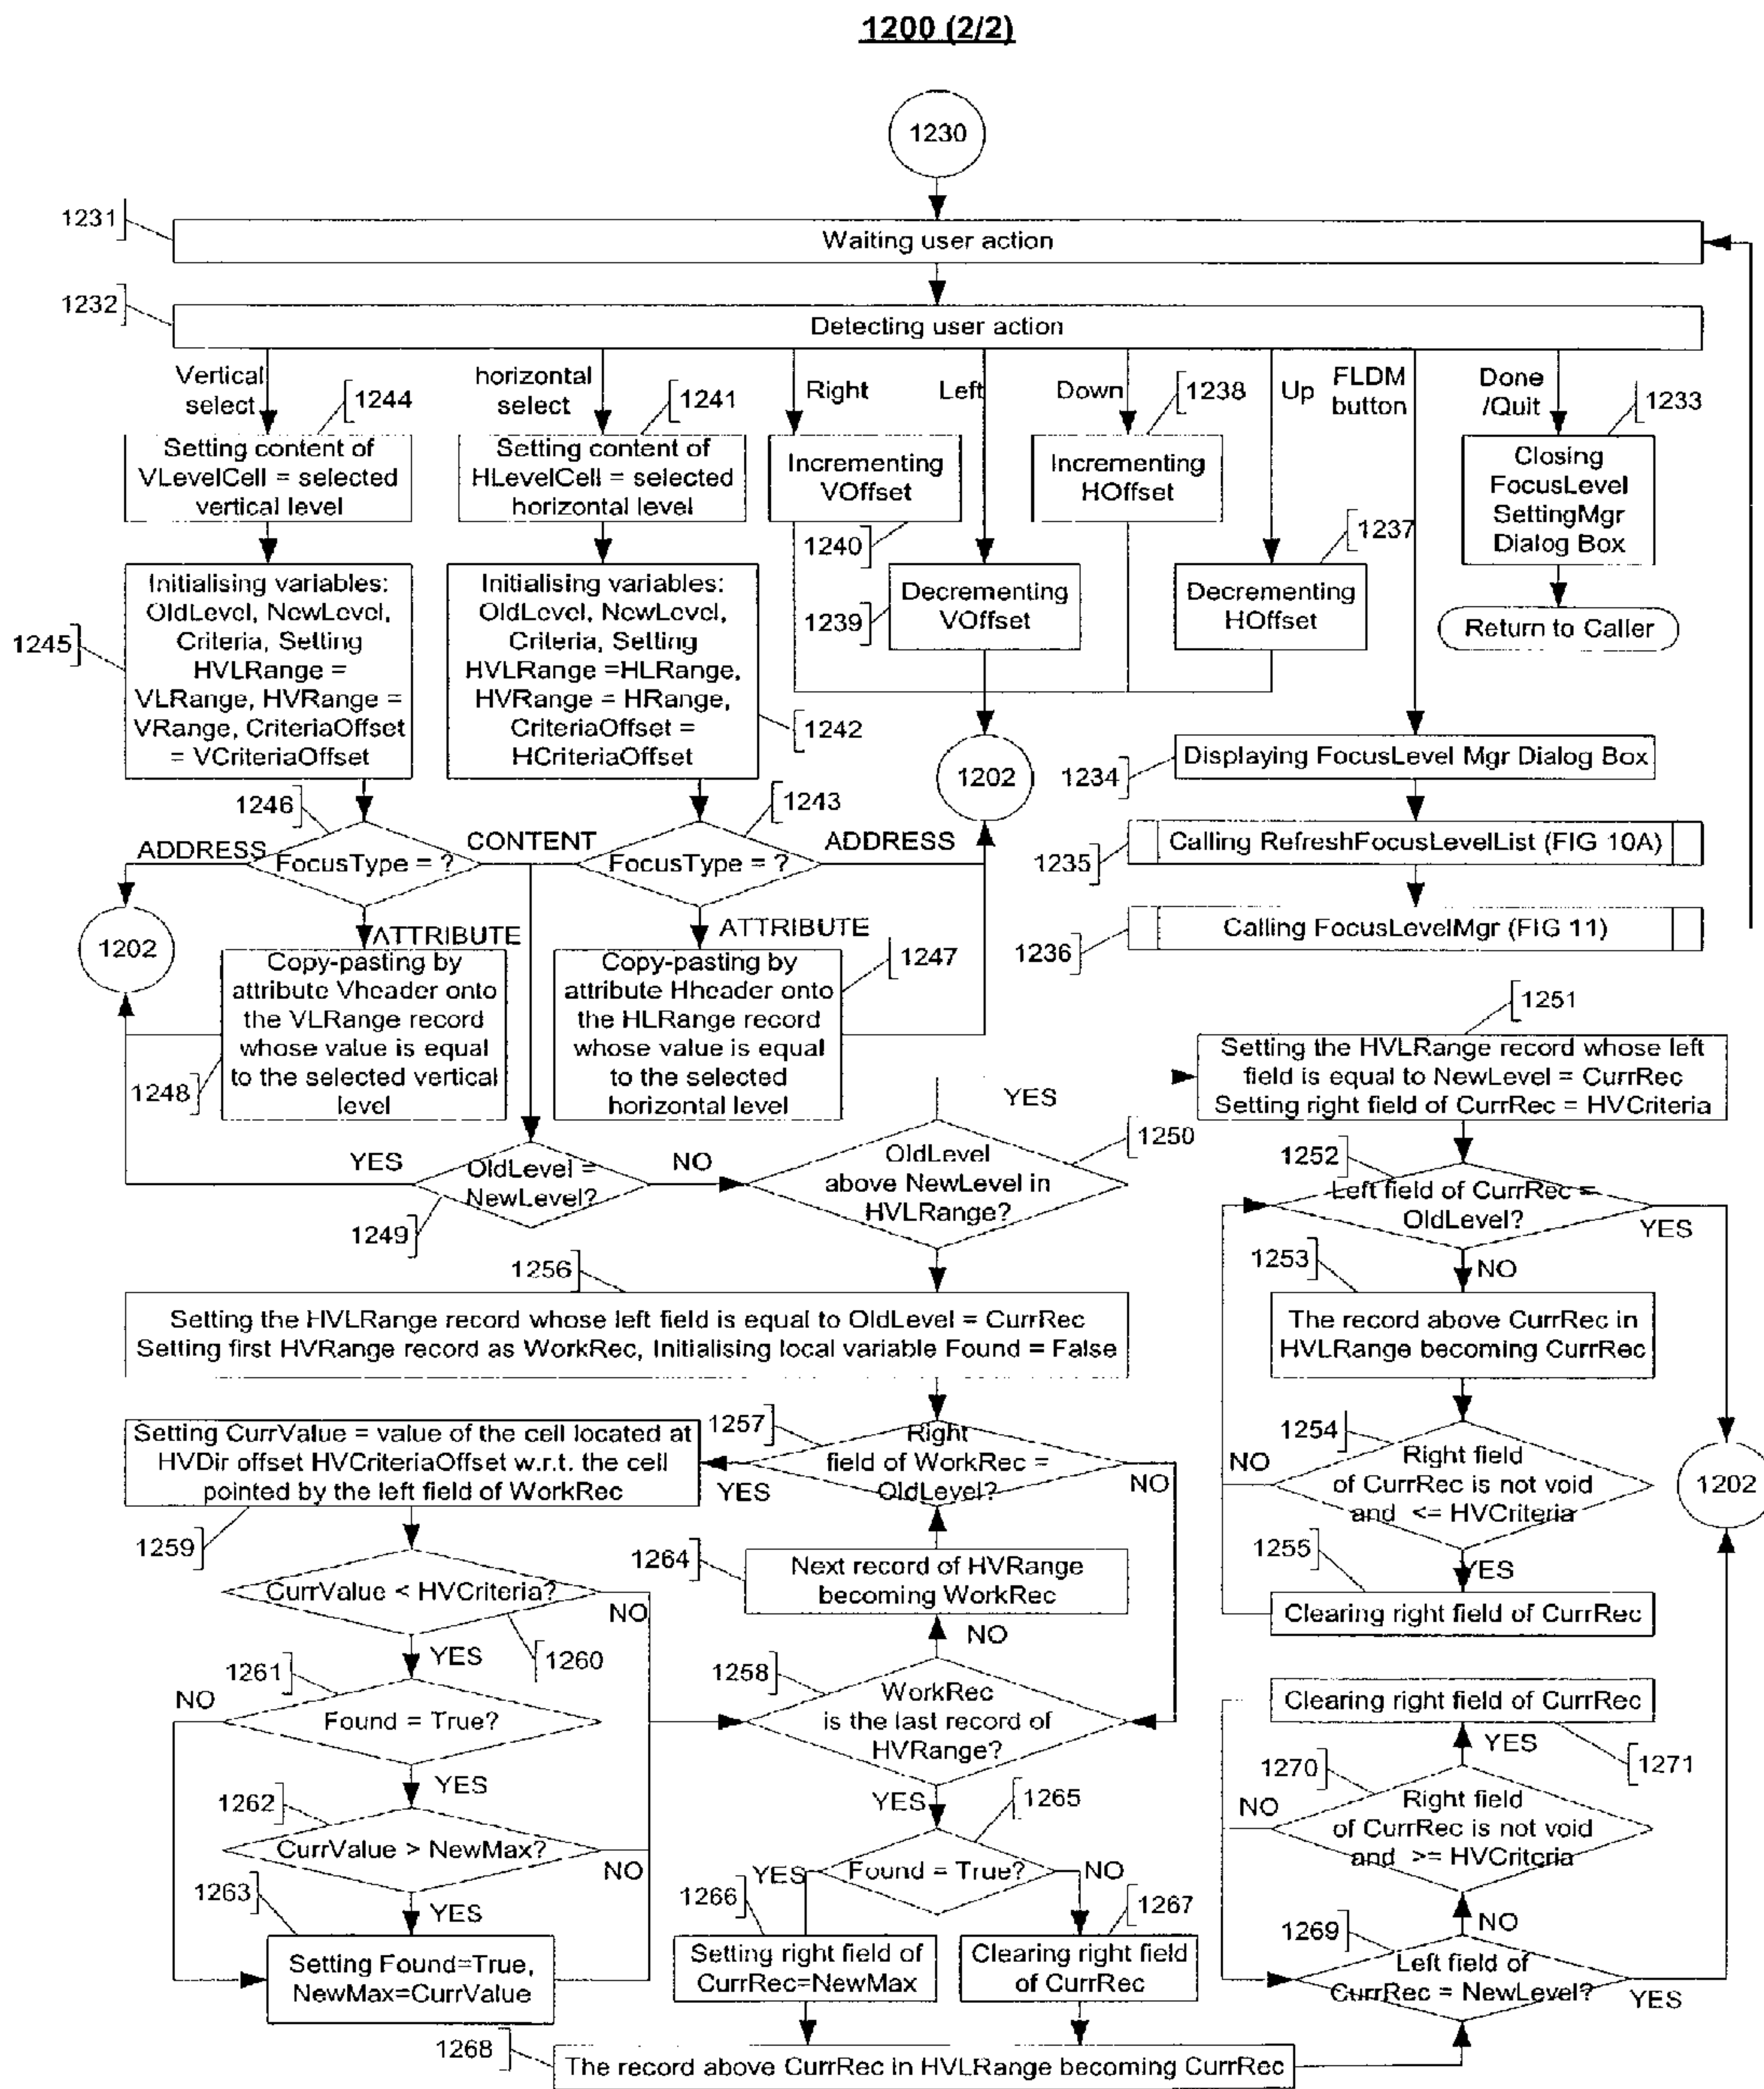 1200 (2/2)
1230
1231
Waiting user action
1232
Detecting user action
Vertical
select
1244
horizontal
select
1241
Right
Left
Down
1238
Up
FLDM
button
Done
/Quit
1233
Setting content of
VLevelCell = selected
vertical level
Setting content of
HLevelCell = selected
horizontal level
Incrementing
VOffset
Incrementing
HOffset
Closing
FocusLevel
SettingMgr
Dialog Box
1240
1237
1245
Initialising variables:
OldLevel, NewLevel,
Criteria, Setting
HVLRange =
VLRange, HVRange =
VRange, CriteriaOffset
= VCriteriaOffset
Initialising variables:
OldLevel, NewLevel,
Criteria, Setting
HVLRange =HLRange,
HVRange = HRange,
CriteriaOffset =
HCriteriaOffset
1242
1239
Decrementing
VOffset
Decrementing
HOffset
Return to Caller
1202
1234
Displaying FocusLevel Mgr Dialog Box
1246
1243
ADDRESS
FocusType = ?
CONTENT
FocusType = ?
ADDRESS
1235
Calling RefreshFocusLevelList (FIG 10A)
1202
ATTRIBUTE
ATTRIBUTE
1236
Calling FocusLevelMgr (FIG 11)
1248
Copy-pasting by
attribute Vheader onto
the VLRange record
whose value is equal
to the selected vertical
level
Copy-pasting by
attribute Hheader onto
the HLRange record
whose value is equal
to the selected
horizontal level
1247
1251
Setting the HVLRange record whose left
field is equal to NewLevel = CurrRec
Setting right field of CurrRec = HVCriteria
YES
1250
YES
OldLevel =
NewLevel?
NO
1249
OldLevel
above NewLevel in
HVLRange?
1252
Left field of CurrRec =
OldLevel?
YES
1256
Setting the HVLRange record whose left field is equal to OldLevel = CurrRec
Setting first HVRange record as WorkRec, Initialising local variable Found = False
1253
NO
The record above CurrRec in
HVLRange becoming CurrRec
Setting CurrValue = value of the cell located at
HVDir offset HVCriteriaOffset w.r.t. the cell
pointed by the left field of WorkRec
1257
Right
field of WorkRec =
OldLevel?
YES
NO
1254
NO
Right field
of CurrRec is not void
and <= HVCriteria
1202
1259
1264
Next record of HVRange
becoming WorkRec
1255
YES
Clearing right field of CurrRec
CurrValue < HVCriteria?
NO
1260
YES
NO
1261
NO
Found = True?
1258
WorkRec
is the last record of
HVRange?
Clearing right field of CurrRec
YES
1271
YES
1262
CurrValue > NewMax?
NO
YES
1265
1270
NO
Right field
of CurrRec is not void
and >= HVCriteria
1263
YES
YES
Found = True?
NO
1266
1267
NO
1269
Setting Found=True,
NewMax=CurrValue
Setting right field of
CurrRec=NewMax
Clearing right field
of CurrRec
Left field of
CurrRec = NewLevel?
YES
1268
The record above CurrRec in HVLRange becoming CurrRec